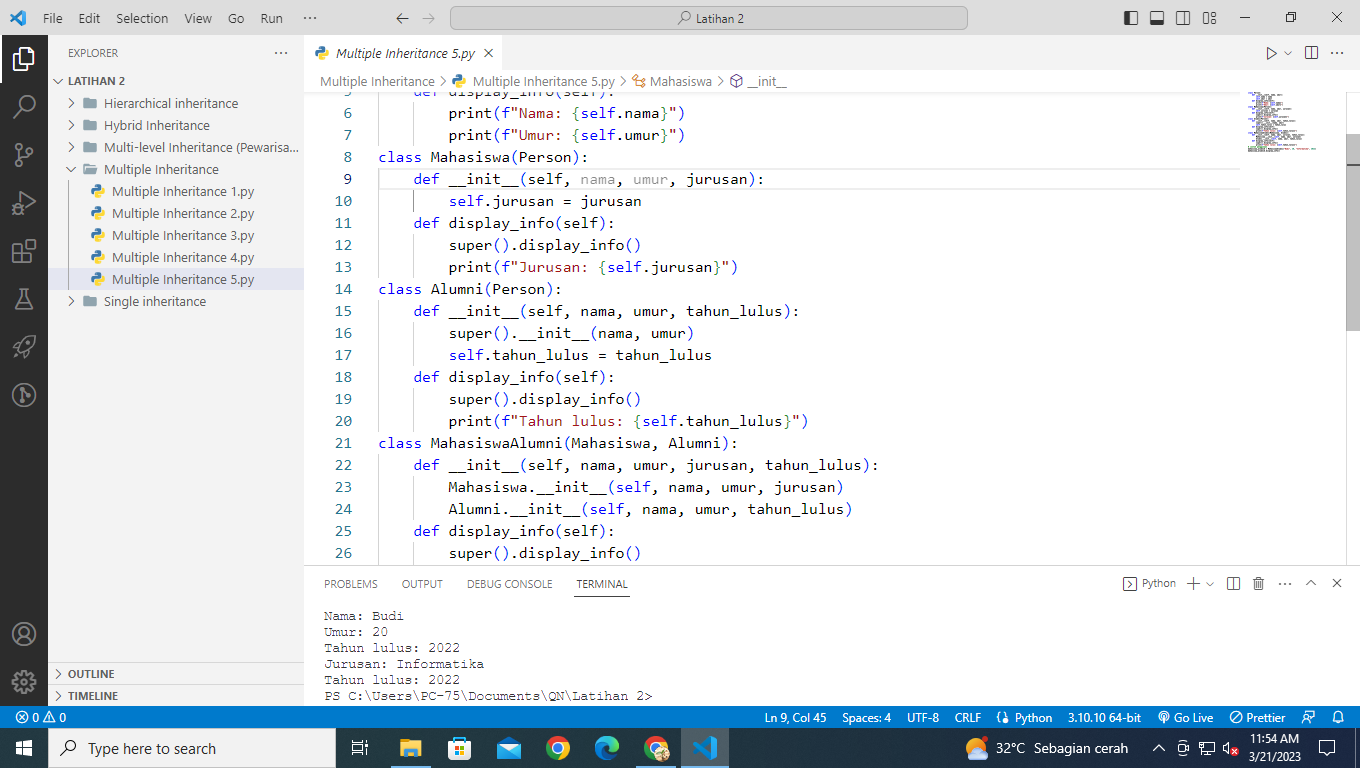 File Edit Selection View Go Run ··· Latihan 2
EXPLORER ···
LATIHAN 2
Hierarchical inheritance
Hybrid Inheritance
Multi-level Inheritance (Pewarisa...
Multiple Inheritance
Multiple Inheritance 1.py
Multiple Inheritance 2.py
Multiple Inheritance 3.py
Multiple Inheritance 4.py
Multiple Inheritance 5.py
Single inheritance
OUTLINE
TIMELINE
Multiple Inheritance 5.py
Multiple Inheritance > Multiple Inheritance 5.py > Mahasiswa > __init__
5 def display_info(self):
6 print(f"Nama: {self.nama}")
7 print(f"Umur: {self.umur}")
8 class Mahasiswa(Person):
9 def __init__(self, nama, umur, jurusan):
10 self.jurusan = jurusan
11 def display_info(self):
12 super().display_info()
13 print(f"Jurusan: {self.jurusan}")
14 class Alumni(Person):
15 def __init__(self, nama, umur, tahun_lulus):
16 super().__init__(nama, umur)
17 self.tahun_lulus = tahun_lulus
18 def display_info(self):
19 super().display_info()
20 print(f"Tahun lulus: {self.tahun_lulus}")
21 class MahasiswaAlumni(Mahasiswa, Alumni):
22 def __init__(self, nama, umur, jurusan, tahun_lulus):
23 Mahasiswa.__init__(self, nama, umur, jurusan)
24 Alumni.__init__(self, nama, umur, tahun_lulus)
25 def display_info(self):
26 super().display_info()
PROBLEMS OUTPUT DEBUG CONSOLE TERMINAL Python
Nama: Budi
Umur: 20
Tahun lulus: 2022
Jurusan: Informatika
Tahun lulus: 2022
PS C:\Users\PC-75\Documents\QN\Latihan 2>
0 0 Ln 9, Col 45 Spaces: 4 UTF-8 CRLF Python 3.10.10 64-bit Go Live Prettier
Type here to search
32°C Sebagian cerah
11:54 AM
3/21/2023